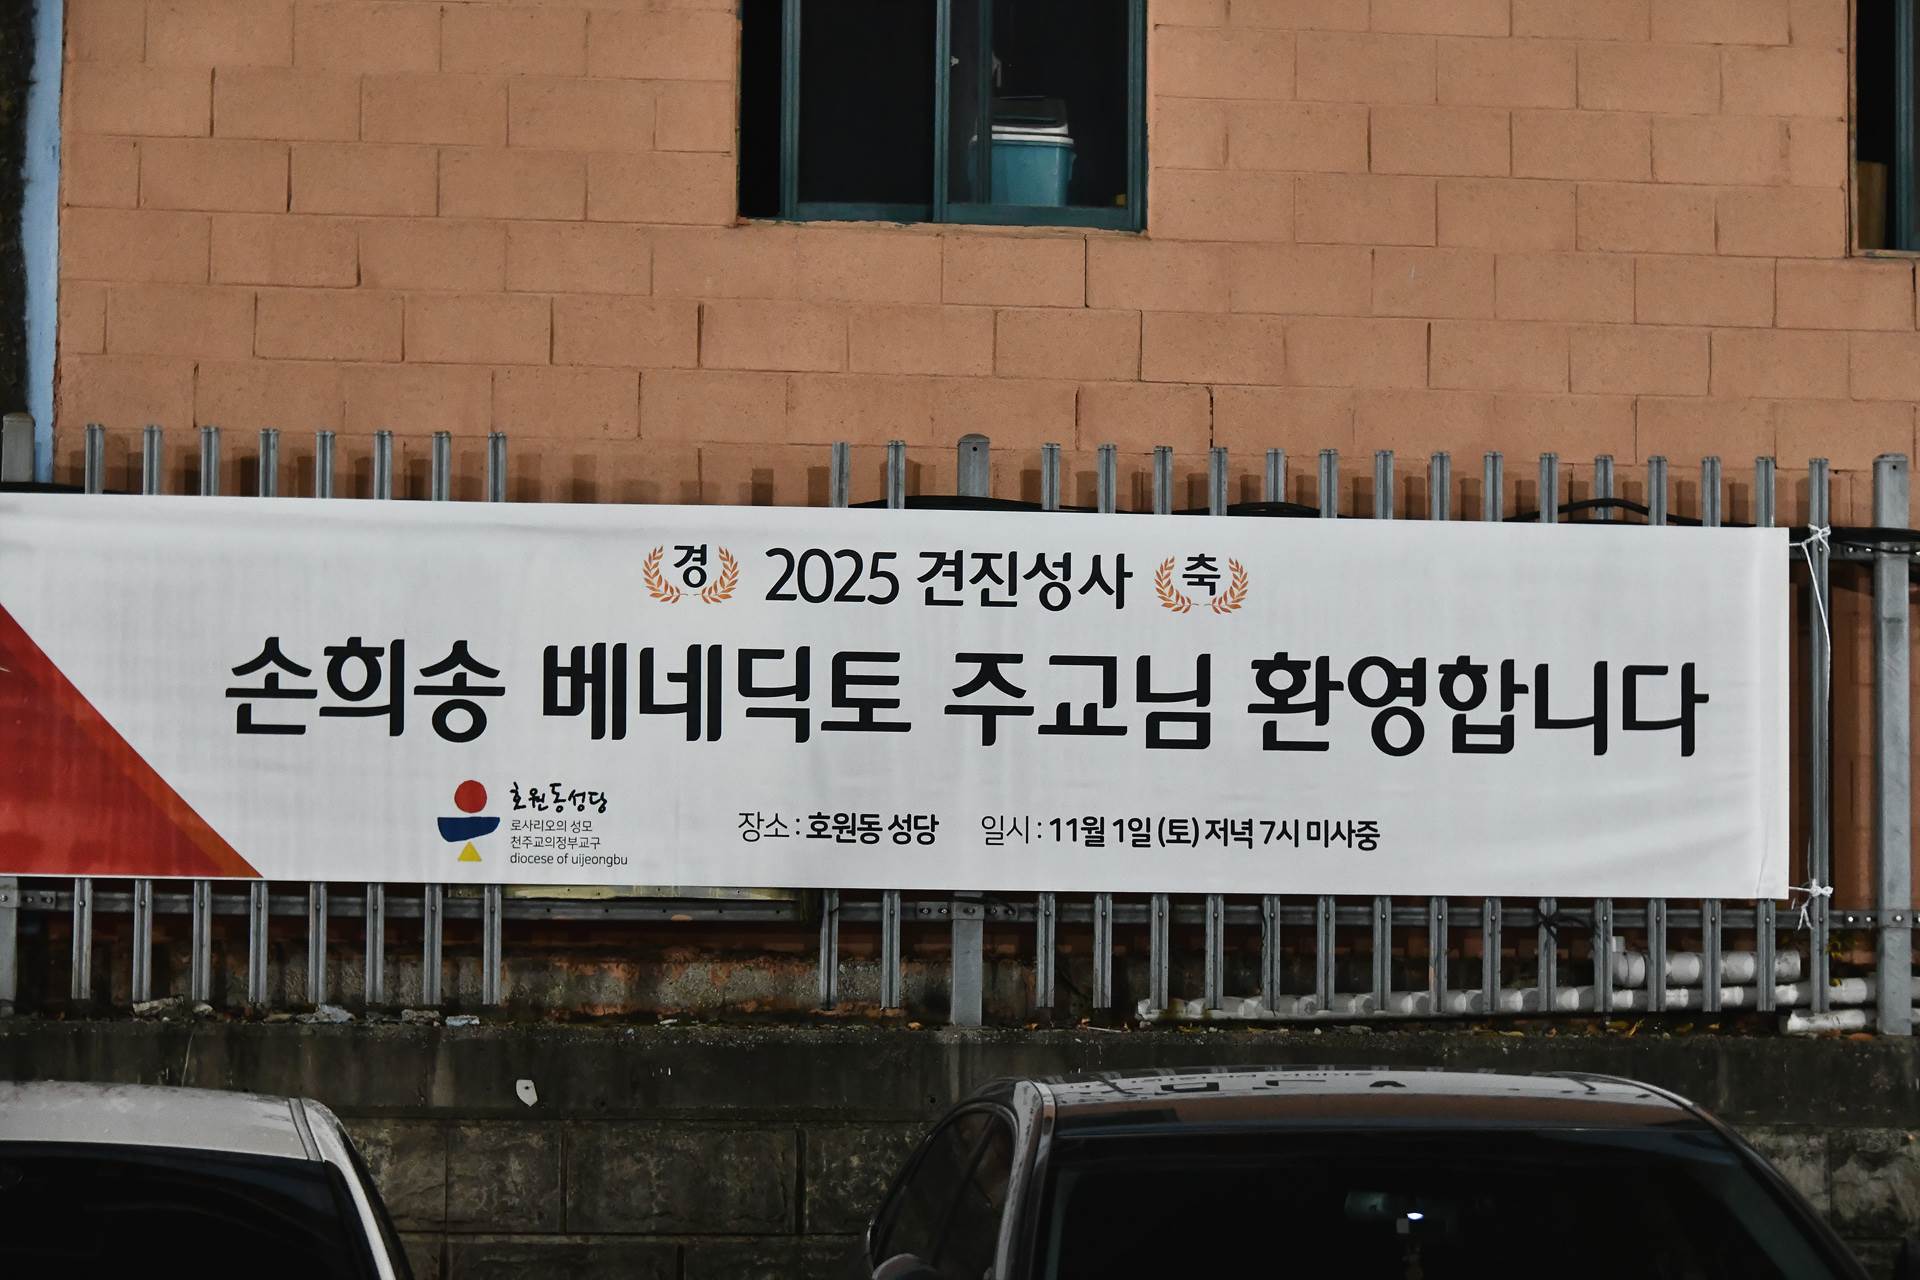 경 2025 견진성사 축
손희송 베네딕토 주교님 환영합니다
호원동성당
로사리오의 성모
천주교의정부교구
diocese of uijeongbu
장소 : 호원동 성당 일시 : 11월 1일 (토) 저녁 7시 미사중